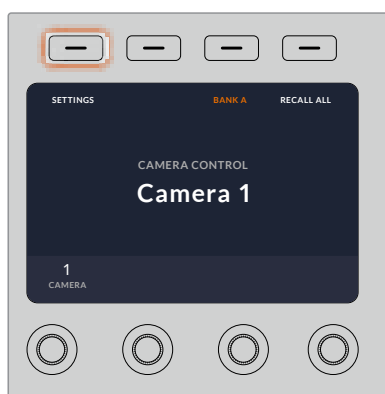 SETTINGS BANK A RECALL ALL
CAMERA CONTROL
Camera 1
1
CAMERA